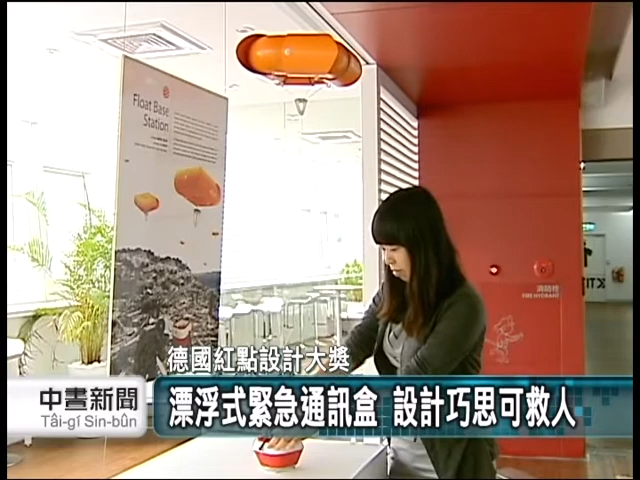 Float Base
Station
消防栓
FIRE HYDRANT
KIT
德國紅點設計大獎
中晝新聞
Tâi-gí Sin-bûn
漂浮式緊急通訊盒 設計巧思可救人